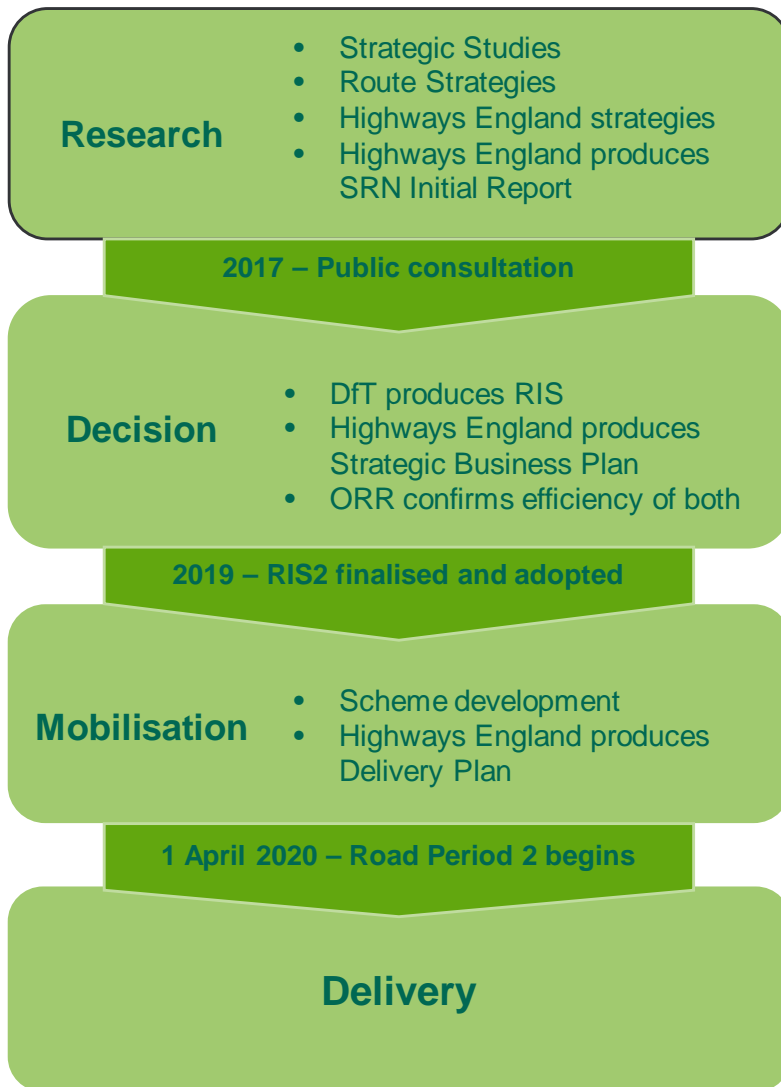 Research
• Strategic Studies
• Route Strategies
• Highways England strategies
• Highways England produces
SRN Initial Report
2017 – Public consultation
Decision
• DfT produces RIS
• Highways England produces
Strategic Business Plan
• ORR confirms efficiency of both
2019 – RIS2 finalised and adopted
Mobilisation
• Scheme development
• Highways England produces
Delivery Plan
1 April 2020 – Road Period 2 begins
Delivery